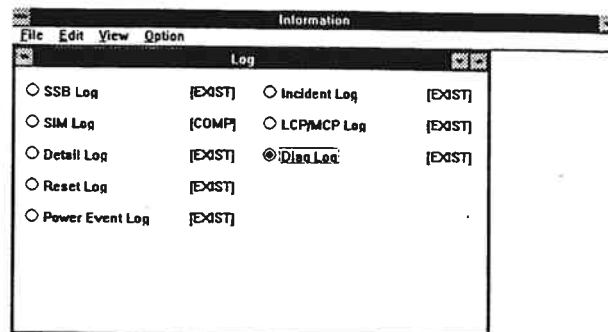 Information
File Edit View Option
Log
SSB Log [EXIST] Incident Log [EXIST]
SIM Log [COMP] LCP/MCP Log [EXIST]
Detail Log [EXIST] Diag Log [EXIST]
Reset Log [EXIST]
Power Event Log [EXIST]